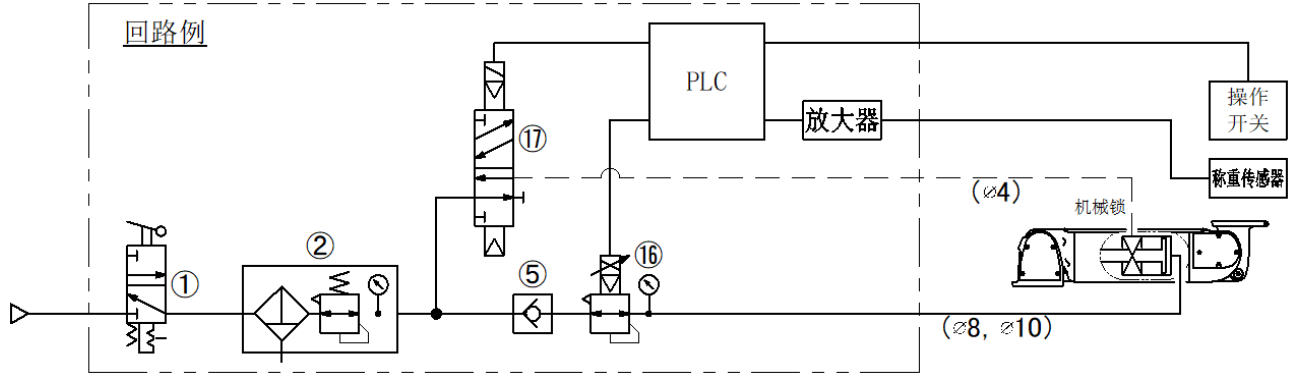 回路例
PLC
操作
开关
放大器
⑰
称重传感器
(⌀4)
机械锁
②
⑯
⑤
①
(⌀8, ⌀10)